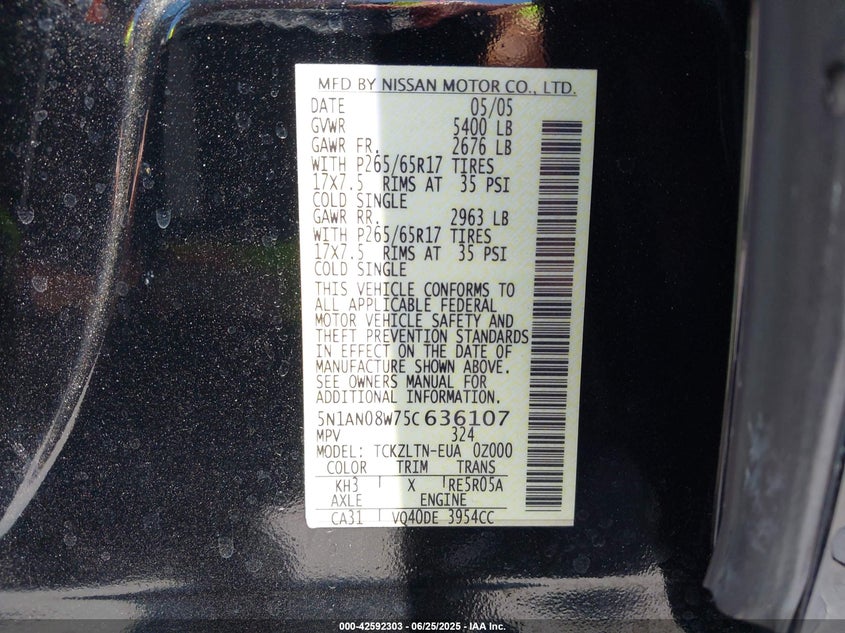 MFD BY NISSAN MOTOR CO., LTD.
DATE 05/05
GVWR 5400 LB
GAWR FR. 2676 LB
WITH P265/65R17 TIRES
17X7.5 RIMS AT 35 PSI
COLD SINGLE
GAWR RR. 2963 LB
WITH P265/65R17 TIRES
17X7.5 RIMS AT 35 PSI
COLD SINGLE
THIS VEHICLE CONFORMS TO
ALL APPLICABLE FEDERAL
MOTOR VEHICLE SAFETY AND
THEFT PREVENTION STANDARDS
IN EFFECT ON THE DATE OF
MANUFACTURE SHOWN ABOVE.
SEE OWNERS MANUAL FOR
ADDITIONAL INFORMATION.
5N1AN08W75C636107
MPV 324
MODEL: TCKZLTN-EUA 0Z000
COLOR TRIM TRANS
KH3 X RE5R05A
AXLE ENGINE
CA31 VQ40DE 3954CC
000-42592303 - 06/25/2025 - IAA Inc.